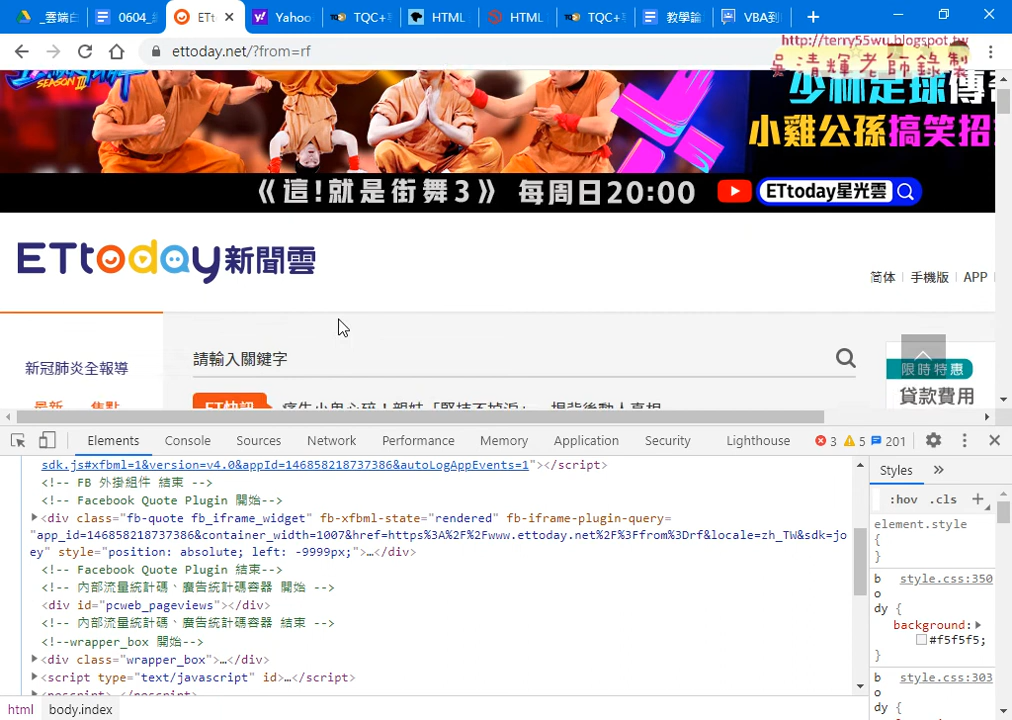 _雲端白
0604_
ETt
Yahoo
TQC+
HTML
HTML
TQC+
教學論
VBA到
ettoday.net/?from=rf
http://terry55wu.blogspot.tw
吳清輝老師錄製
SEASON III
少林足球傳
小雞公孫搞笑招
《這!就是街舞3》 每周日20:00 ETtoday星光雲
ETtoday新聞雲
简体 手機版 APP
新冠肺炎全報導
請輸入關鍵字
限時特惠
貸款優惠
最新 焦點
ET快訊
Elements Console Sources Network Performance Memory Application Security Lighthouse 3 5 201
sdk.js#xfbml=1&version=v4.0&appId=146858218737386&autoLogAppEvents=1"></script>
<!-- FB 外掛組件 結束 -->
<!-- Facebook Quote Plugin 開始-->
<div class="fb-quote fb_iframe_widget" fb-xfbml-state="rendered" fb-iframe-plugin-query=
"app_id=146858218737386&container_width=1007&href=https%3A%2F%2Fwww.ettoday.net%2F%3Ffrom%3Drf&locale=zh_TW&sdk=jo
ey" style="position: absolute; left: -9999px;">…</div>
<!-- Facebook Quote Plugin 結束-->
<!-- 內部流量統計碼、廣告統計碼容器 開始 -->
<div id="pcweb_pageviews"></div>
<!-- 內部流量統計碼、廣告統計碼容器 結束 -->
<!--wrapper_box 開始-->
<div class="wrapper_box">…</div>
<script type="text/javascript" id>…</script>
html body.index
Styles »
:hov .cls +
element.style
{
}
style.css:350
b
o
dy {
background:
#f5f5f5;
}
style.css:303
b
o
dy {